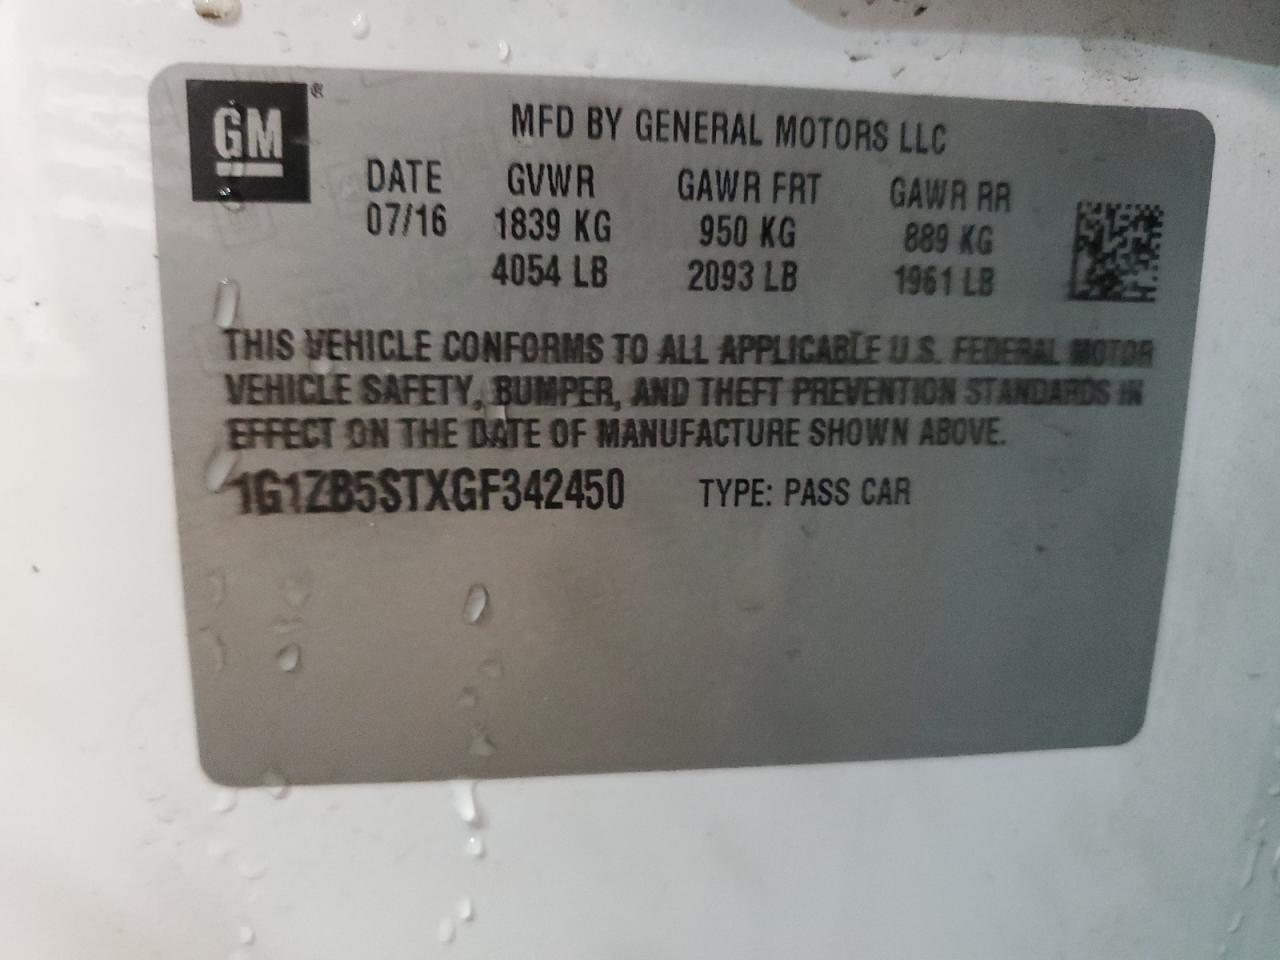 GM®
MFD BY GENERAL MOTORS LLC
DATE GVWR GAWR FRT GAWR RR
07/16 1839 KG 950 KG 889 KG
4054 LB 2093 LB 1961 LB
THIS VEHICLE CONFORMS TO ALL APPLICABLE U.S. FEDERAL MOTOR
VEHICLE SAFETY, BUMPER, AND THEFT PREVENTION STANDARDS IN
EFFECT ON THE DATE OF MANUFACTURE SHOWN ABOVE.
1G1ZB5STXGF342450 TYPE: PASS CAR